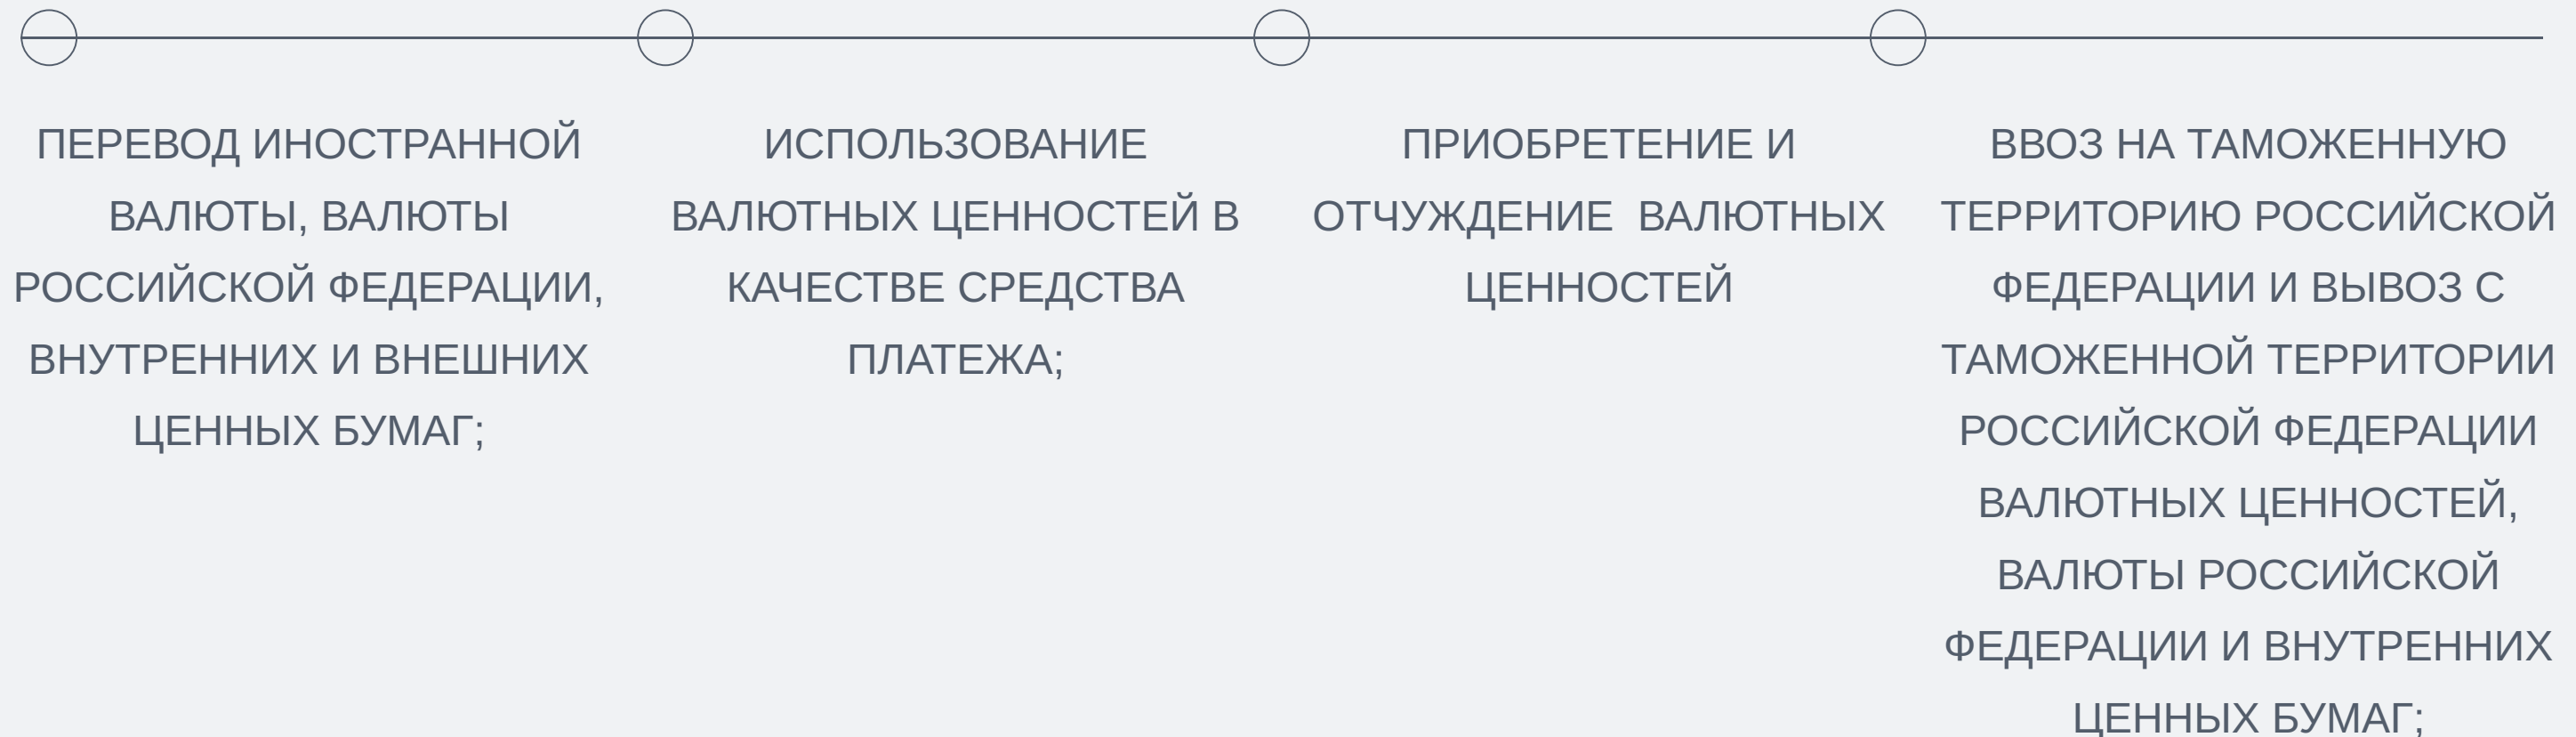 ПЕРЕВОД ИНОСТРАННОЙ
ВАЛЮТЫ, ВАЛЮТЫ
РОССИЙСКОЙ ФЕДЕРАЦИИ,
ВНУТРЕННИХ И ВНЕШНИХ
ЦЕННЫХ БУМАГ;
ИСПОЛЬЗОВАНИЕ
ВАЛЮТНЫХ ЦЕННОСТЕЙ В
КАЧЕСТВЕ СРЕДСТВА
ПЛАТЕЖА;
ПРИОБРЕТЕНИЕ И
ОТЧУЖДЕНИЕ  ВАЛЮТНЫХ
ЦЕННОСТЕЙ
ВВОЗ НА ТАМОЖЕННУЮ
ТЕРРИТОРИЮ РОССИЙСКОЙ
ФЕДЕРАЦИИ И ВЫВОЗ С
ТАМОЖЕННОЙ ТЕРРИТОРИИ
РОССИЙСКОЙ ФЕДЕРАЦИИ
ВАЛЮТНЫХ ЦЕННОСТЕЙ,
ВАЛЮТЫ РОССИЙСКОЙ
ФЕДЕРАЦИИ И ВНУТРЕННИХ
ЦЕННЫХ БУМАГ;